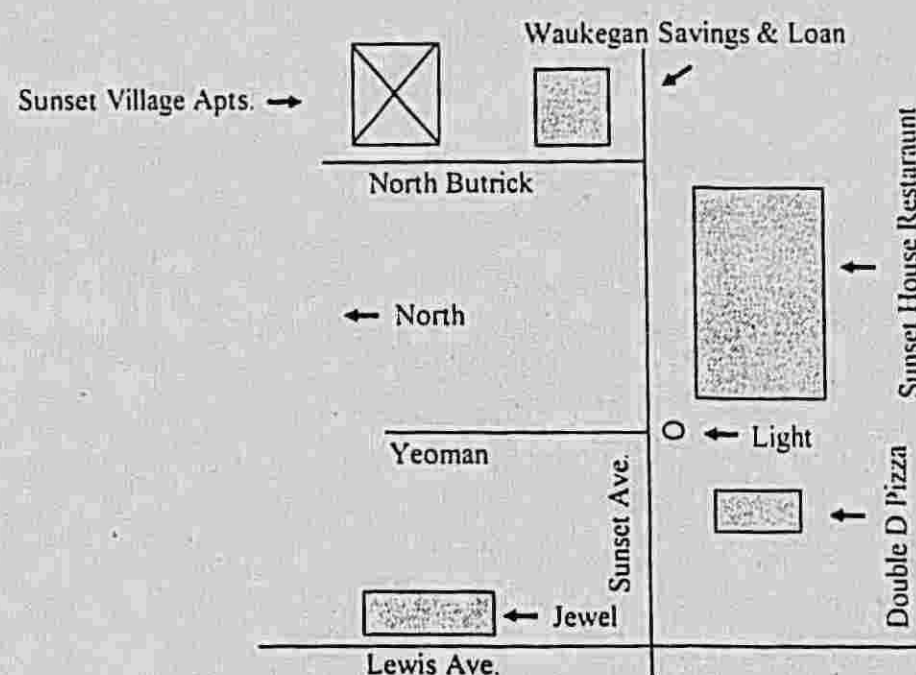 Waukegan Savings & Loan
Sunset Village Apts.
North Butrick
Sunset House Restaraunt
North
Light
Yeoman
Sunset Ave.
Double D Pizza
Jewel
Lewis Ave.